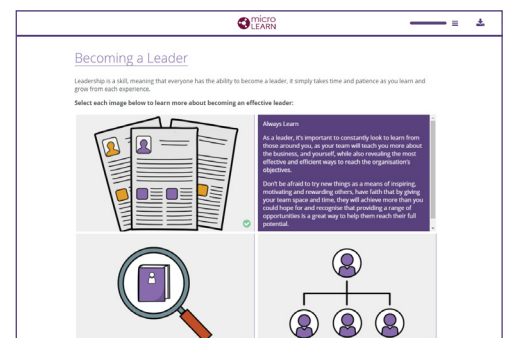 micro
LEARN
Becoming a Leader
Leadership is a skill, meaning that everyone has the ability to become a leader, it simply takes time and patience as you learn and
grow from each experience.
Select each image below to learn more about becoming an effective leader:
Always Learn
As a leader, it's important to constantly look to learn from
those around you, as your team will teach you more about
the business, and yourself, while also revealing the most
effective and efficient ways to reach the organisation's
objectives.
Don't be afraid to try new things as a means of inspiring,
motivating and rewarding others, have faith that by giving
your team space and time, they will achieve more than you
could hope for and recognise that providing a range of
opportunities is a great way to help them reach their full
potential.